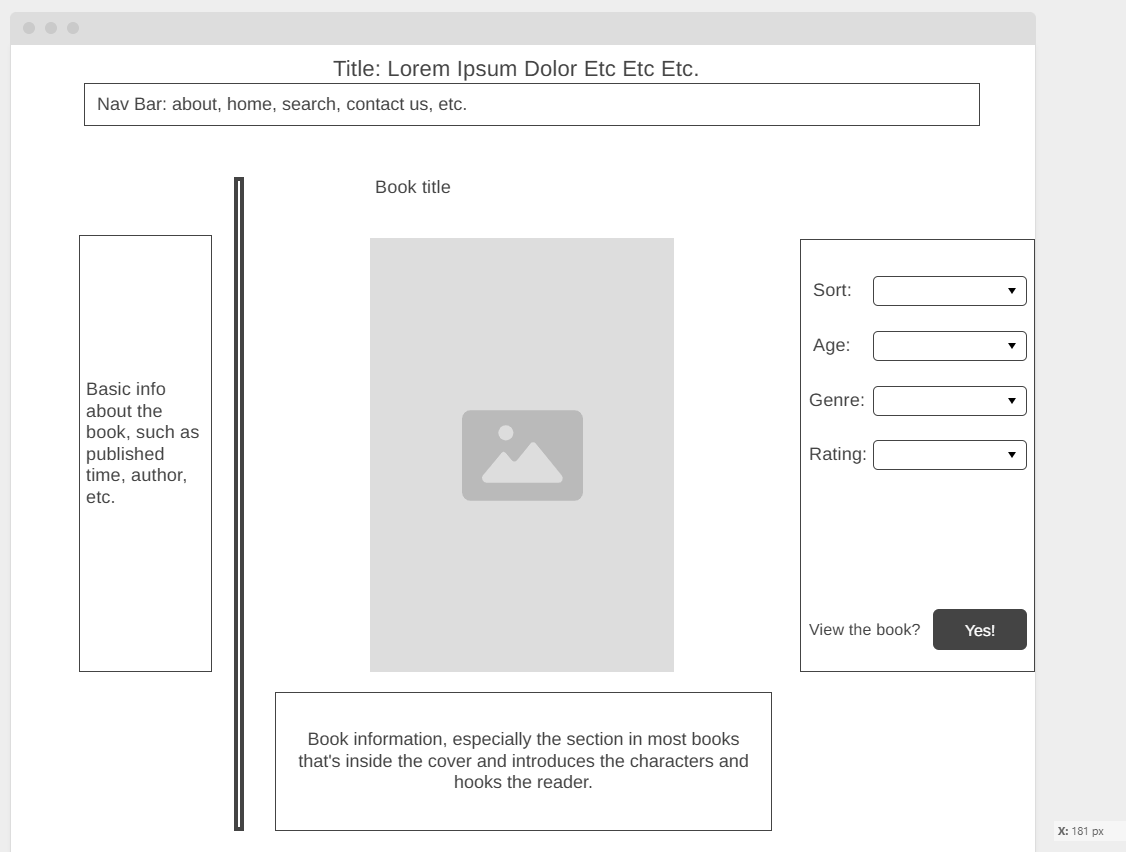 Title: Lorem Ipsum Dolor Etc Etc Etc.
Nav Bar: about, home, search, contact us, etc.
Book title
Basic info
about the
book, such as
published
time, author,
etc.
Sort:
Age:
Genre:
Rating:
View the book?
Yes!
Book information, especially the section in most books
that's inside the cover and introduces the characters and
hooks the reader.
X: 181 px